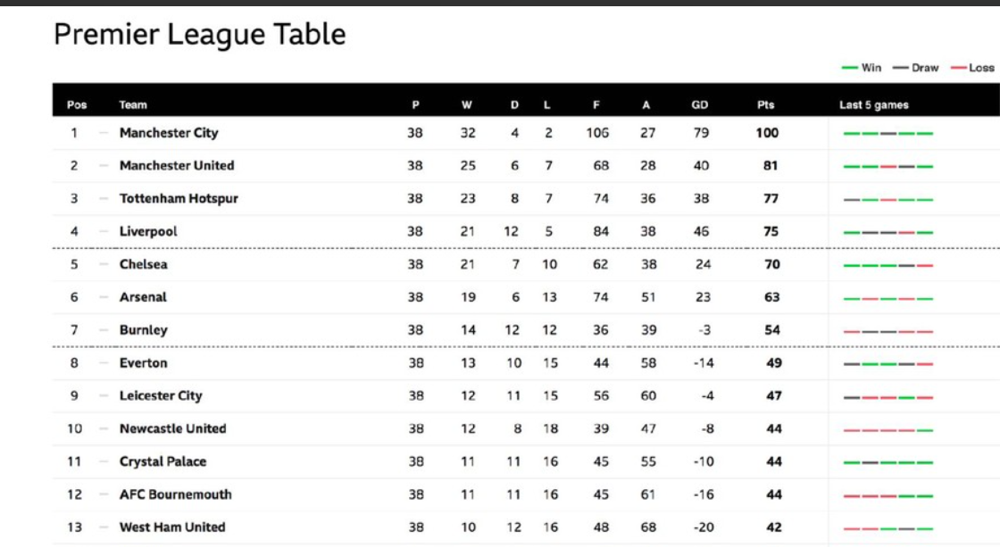 Premier League Table
Win Draw Loss
Pos Team P W D L F A GD Pts Last 5 games
1 Manchester City 38 32 4 2 106 27 79 100
2 Manchester United 38 25 6 7 68 28 40 81
3 Tottenham Hotspur 38 23 8 7 74 36 38 77
4 Liverpool 38 21 12 5 84 38 46 75
5 Chelsea 38 21 7 10 62 38 24 70
6 Arsenal 38 19 6 13 74 51 23 63
7 Burnley 38 14 12 12 36 39 -3 54
8 Everton 38 13 10 15 44 58 -14 49
9 Leicester City 38 12 11 15 56 60 -4 47
10 Newcastle United 38 12 8 18 39 47 -8 44
11 Crystal Palace 38 11 11 16 45 55 -10 44
12 AFC Bournemouth 38 11 11 16 45 61 -16 44
13 West Ham United 38 10 12 16 48 68 -20 42